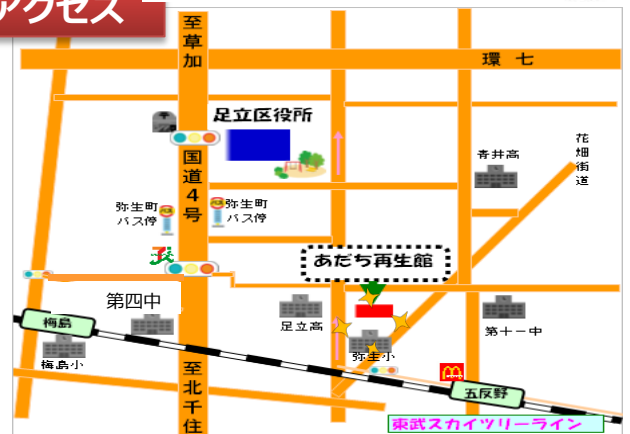 アクセス
至草加
環七
足立区役所
国道4号
青井高
花畑街道
弥生町
バス停
弥生町
バス停
あだち再生館
第四中
足立高
第十一中
梅島
弥生小
梅島小
至北千住
五反野
東武スカイツリーライン